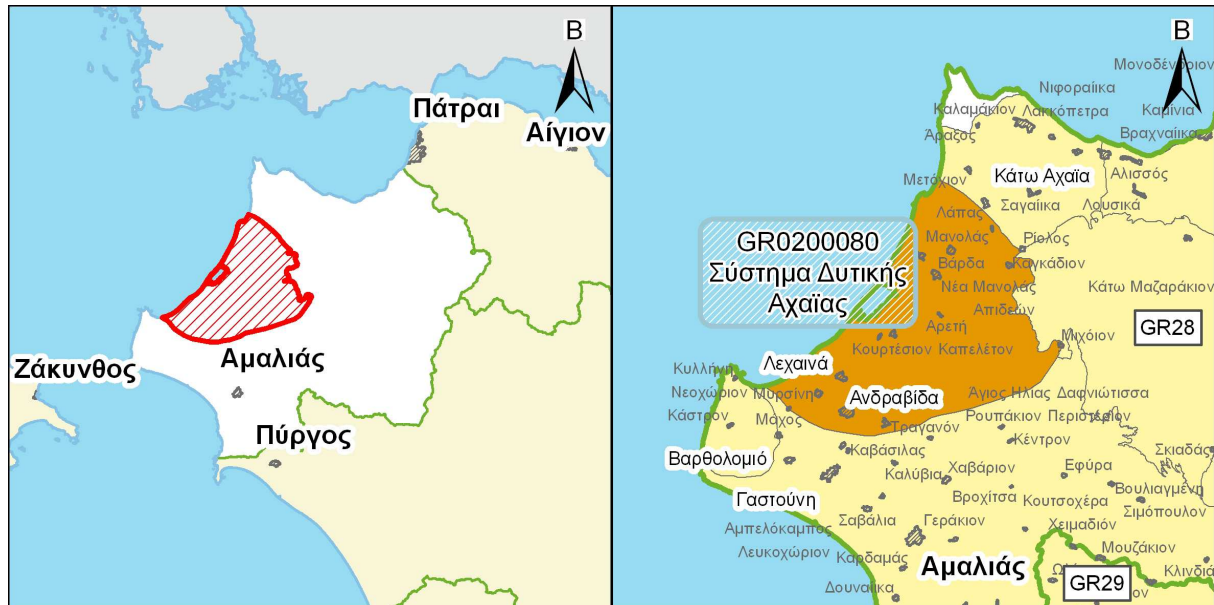 Β
Πάτραι
Αίγιον
Αμαλιάς
Ζάκυνθος
Πύργος
Β
Μονοδένδριον
Νιφοραίικα
Καλαμάκιον
Λακκόπετρα
Καμίνια
Άραξος
Βραχναίικα
Μετόχιον
Κάτω Αχαΐα
Αλισσός
Λάπας
Σαγαίικα
Λουσικά
GR0200080
Σύστημα Δυτικής
Αχαΐας
Μανολάς
Ρίολος
Βάρδα
Καγκάδιον
Νέα Μανολάς
Κάτω Μαζαράκιον
Απιδεών
Αρετή
GR28
Μιχόιον
Κουρτέσιον
Καπελέτον
Λεχαινά
Κυλλήνη
Νεοχώριον
Μυρσίνη
Ανδραβίδα
Άγιος Ηλίας
Δαφνιώτισσα
Κάστρον
Μάχος
Ρουπάκιον
Περιστέριον
Τραγανόν
Κέντρον
Βαρθολομιό
Καβάσιλας
Σκιαδάς
Χαβάριον
Εφύρα
Καλύβια
Γαστούνη
Βροχίτσα
Κουτσοχέρα
Βουλιαγμένη
Σιμόπουλον
Αμπελόκαμπος
Σαβάλια
Γεράκιον
Χειμαδιόν
Λευκοχώριον
Καρδαμάς
Μουζάκιον
Αμαλιάς
Κλινδιά
Δουναίικα
GR29